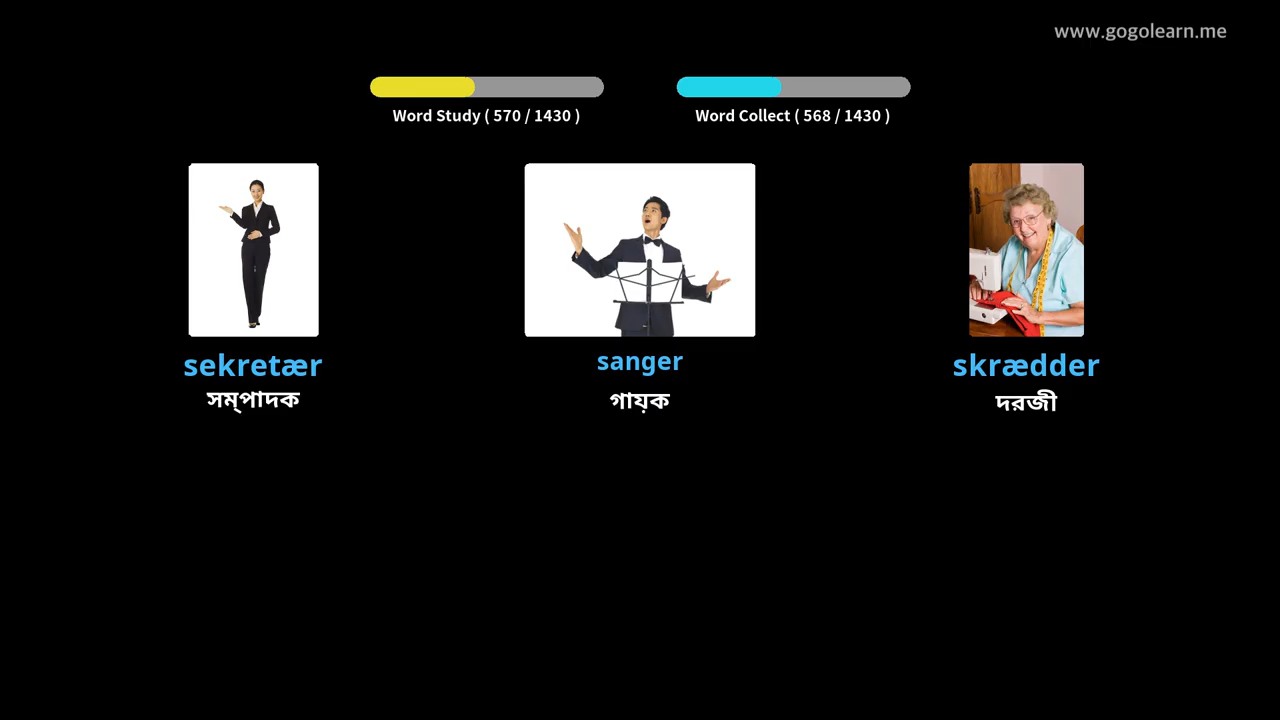 www.gogolearn.me
Word Study ( 570 / 1430 )
Word Collect ( 568 / 1430 )
sekretær
সম্পাদক
sanger
গায়ক
skrædder
দরজী